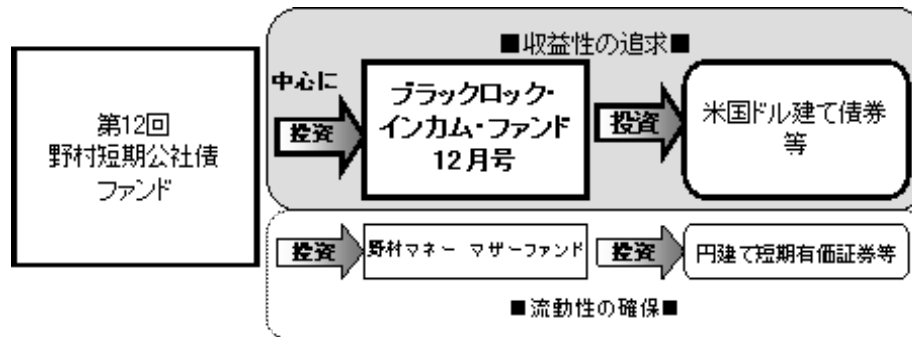 ■収益性の追求■
第12回
野村短期公社債
ファンド
中心に
投資
ブラックロック・
インカム・ファンド
12月号
投資
米国ドル建て債券
等
投資
野村マネー マザーファンド
投資
円建て短期有価証券等
■流動性の確保■